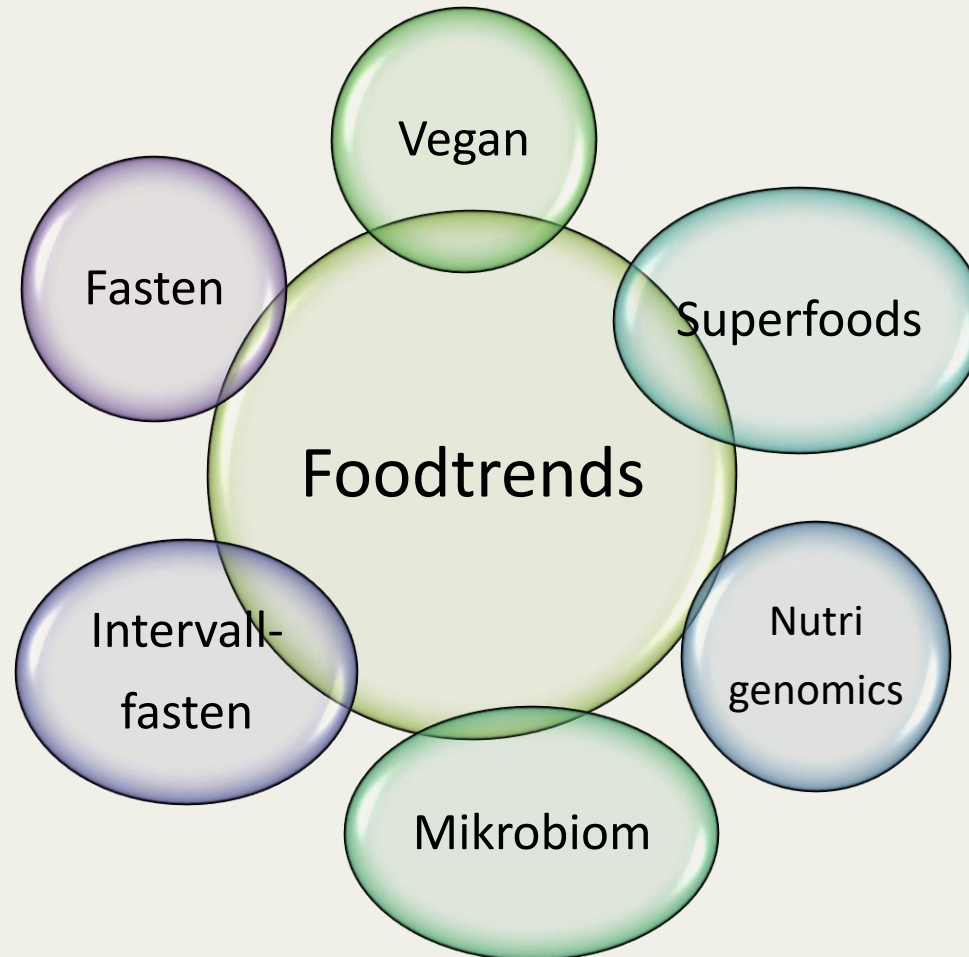 Vegan
Fasten
Superfoods
Foodtrends
Intervall-
fasten
Nutri
genomics
Mikrobiom